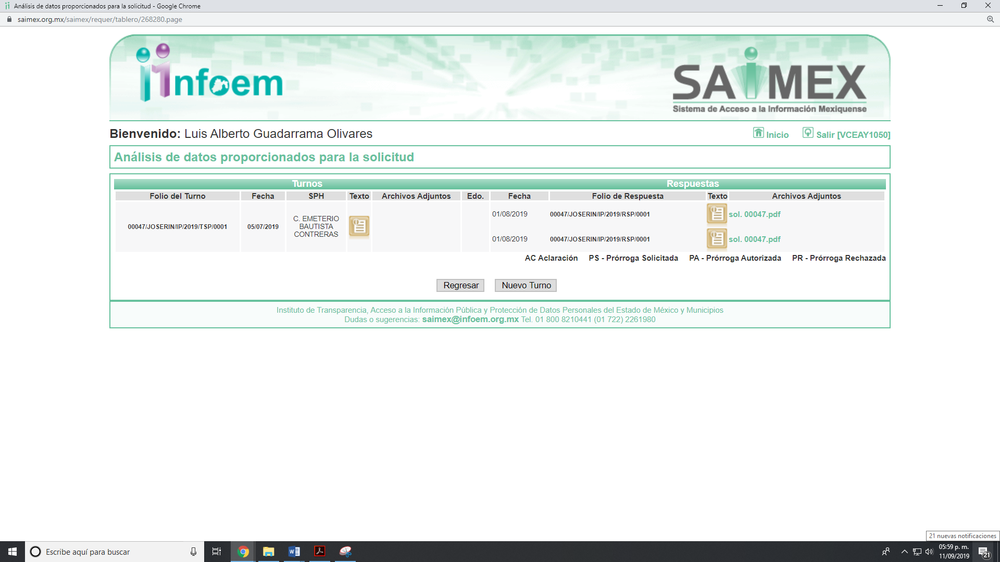 Análisis de datos proporcionados para la solicitud - Google Chrome
saimex.org.mx/saimex/requer/tablero/268280.page
infoem
SAIMEX
Sistema de Acceso a la Información Mexiquense
Bienvenido: Luis Alberto Guadarrama Olivares
Inicio Salir [VCEAY1050]
Análisis de datos proporcionados para la solicitud
Turnos Respuestas
Folio del Turno Fecha SPH Texto Archivos Adjuntos Edo. Fecha Folio de Respuesta Texto Archivos Adjuntos
01/08/2019 00047/JOSERIN/IP/2019/RSP/0001 sol. 00047.pdf
00047/JOSERIN/IP/2019/TSP/0001 05/07/2019 C. EMETERIO
BAUTISTA
CONTRERAS
01/08/2019 00047/JOSERIN/IP/2019/RSP/0001 sol. 00047.pdf
AC Aclaración PS - Prórroga Solicitada PA - Prórroga Autorizada PR - Prórroga Rechazada
Regresar Nuevo Turno
Instituto de Transparencia, Acceso a la Información Pública y Protección de Datos Personales del Estado de México y Municipios
Dudas o sugerencias: saimex@infoem.org.mx Tel. 01 800 8210441 (01 722) 2261980
21 nuevas notificaciones
Escribe aquí para buscar
05:59 p. m.
11/09/2019
21